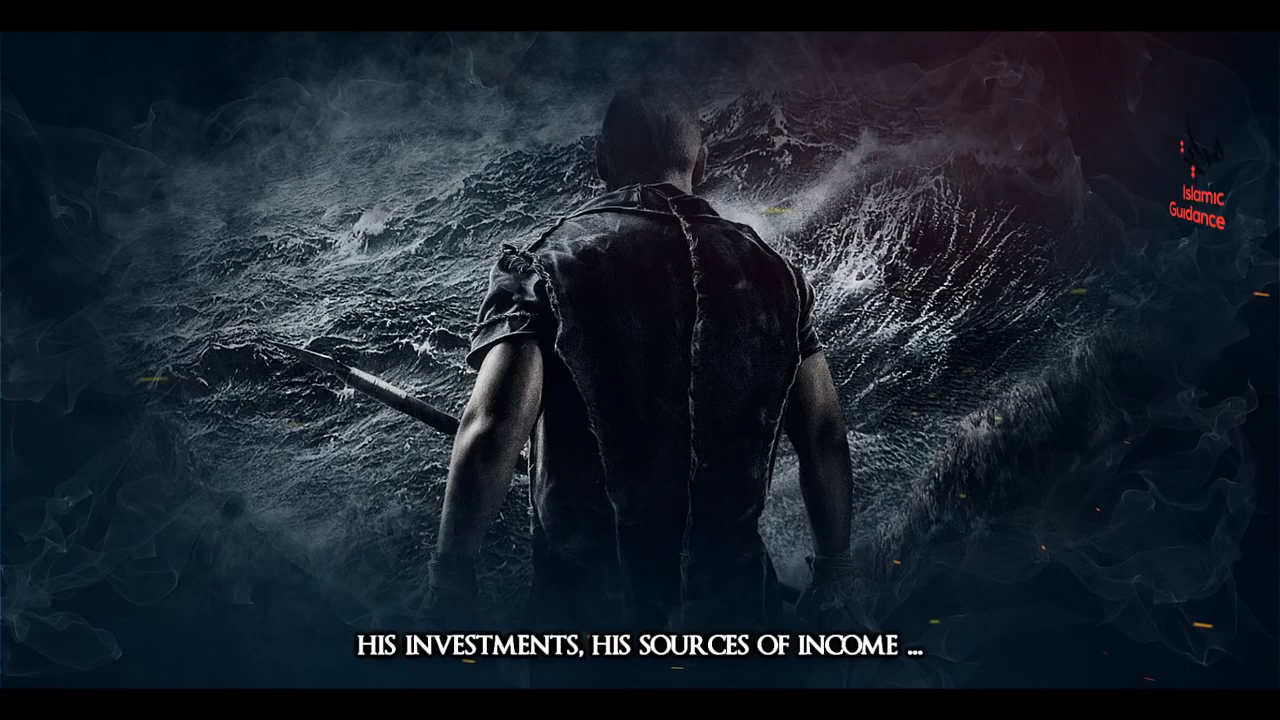 Islamic
Guidance
HIS INVESTMENTS, HIS SOURCES OF INCOME ...